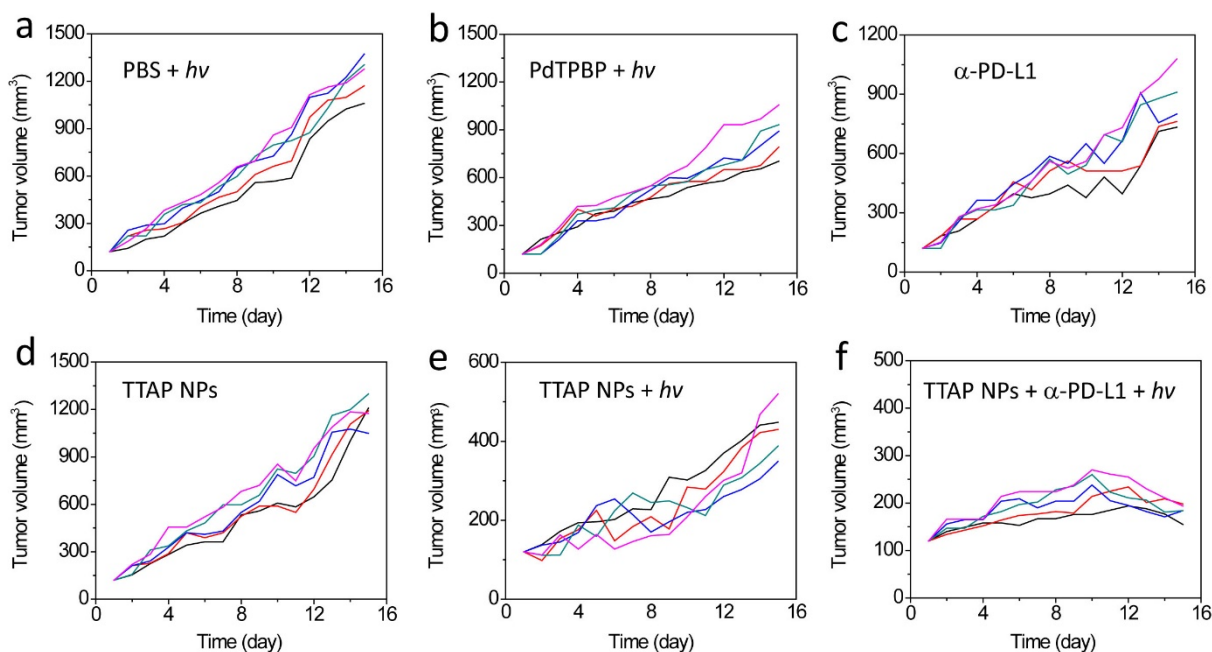 a
PBS + hv
Tumor volume (mm³)
1500
1200
900
600
300
0
0 4 8 12 16
Time (day)
b
PdTPBP + hv
Tumor volume (mm³)
1500
1200
900
600
300
0
0 4 8 12 16
Time (day)
c
α-PD-L1
Tumor volume (mm³)
1200
900
600
300
0
0 4 8 12 16
Time (day)
d
TTAP NPs
Tumor volume (mm³)
1500
1200
900
600
300
0
0 4 8 12 16
Time (day)
e
TTAP NPs + hv
Tumor volume (mm³)
600
400
200
0
0 4 8 12 16
Time (day)
f
TTAP NPs + α-PD-L1 + hv
Tumor volume (mm³)
500
400
300
200
100
0
0 4 8 12 16
Time (day)